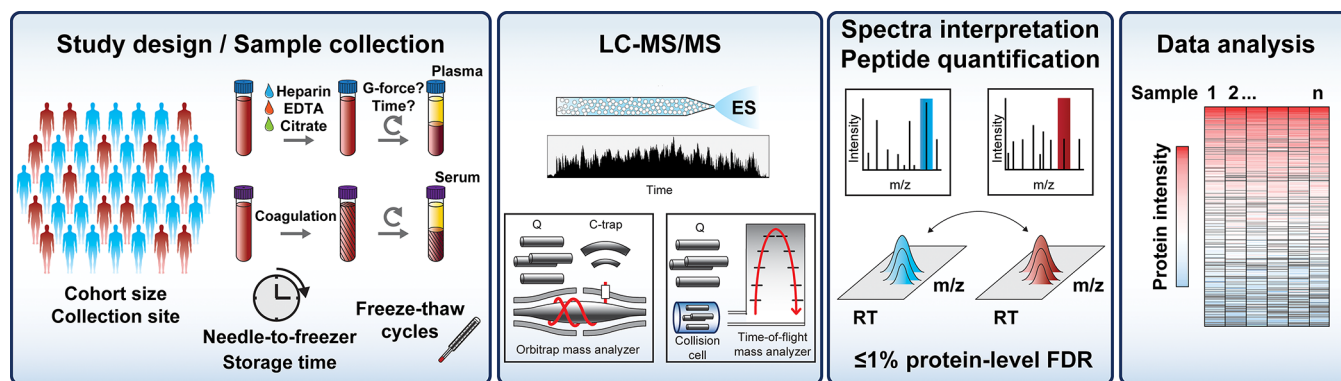 Study design / Sample collection
Heparin
EDTA
Citrate
G-force?
Time?
Plasma
Coagulation
Serum
Cohort size
Collection site
Needle-to-freezer
Storage time
Freeze-thaw
cycles
LC-MS/MS
ES
Time
Q
C-trap
Orbitrap mass analyzer
Q
Collision
cell
Time-of-flight
mass analyzer
Spectra interpretation
Peptide quantification
Intensity
m/z
Intensity
m/z
m/z
RT
m/z
RT
≤1% protein-level FDR
Data analysis
Sample 1 2... n
Protein intensity